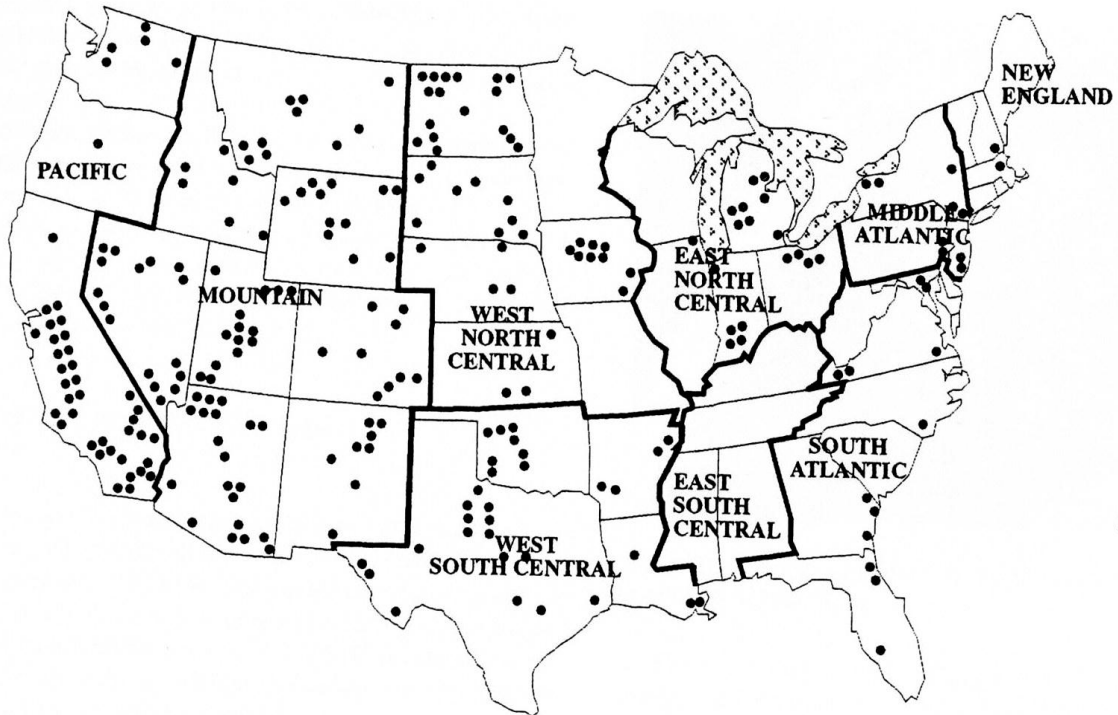 NEW
ENGLAND
PACIFIC
MIDDLE
ATLANTIC
EAST
NORTH
CENTRAL
MOUNTAIN
WEST
NORTH
CENTRAL
SOUTH
ATLANTIC
EAST
SOUTH
CENTRAL
WEST
SOUTH CENTRAL